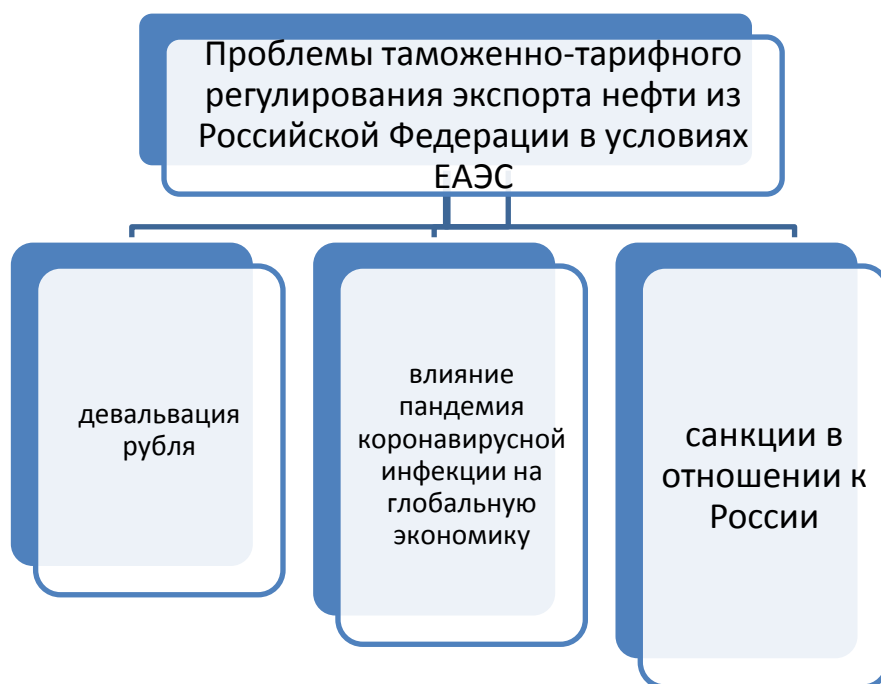 Проблемы таможенно-тарифного
регулирования экспорта нефти из
Российской Федерации в условиях
ЕАЭС
девальвация
рубля
влияние
пандемия
коронавирусной
инфекции на
глобальную
экономику
санкции в
отношении к
России